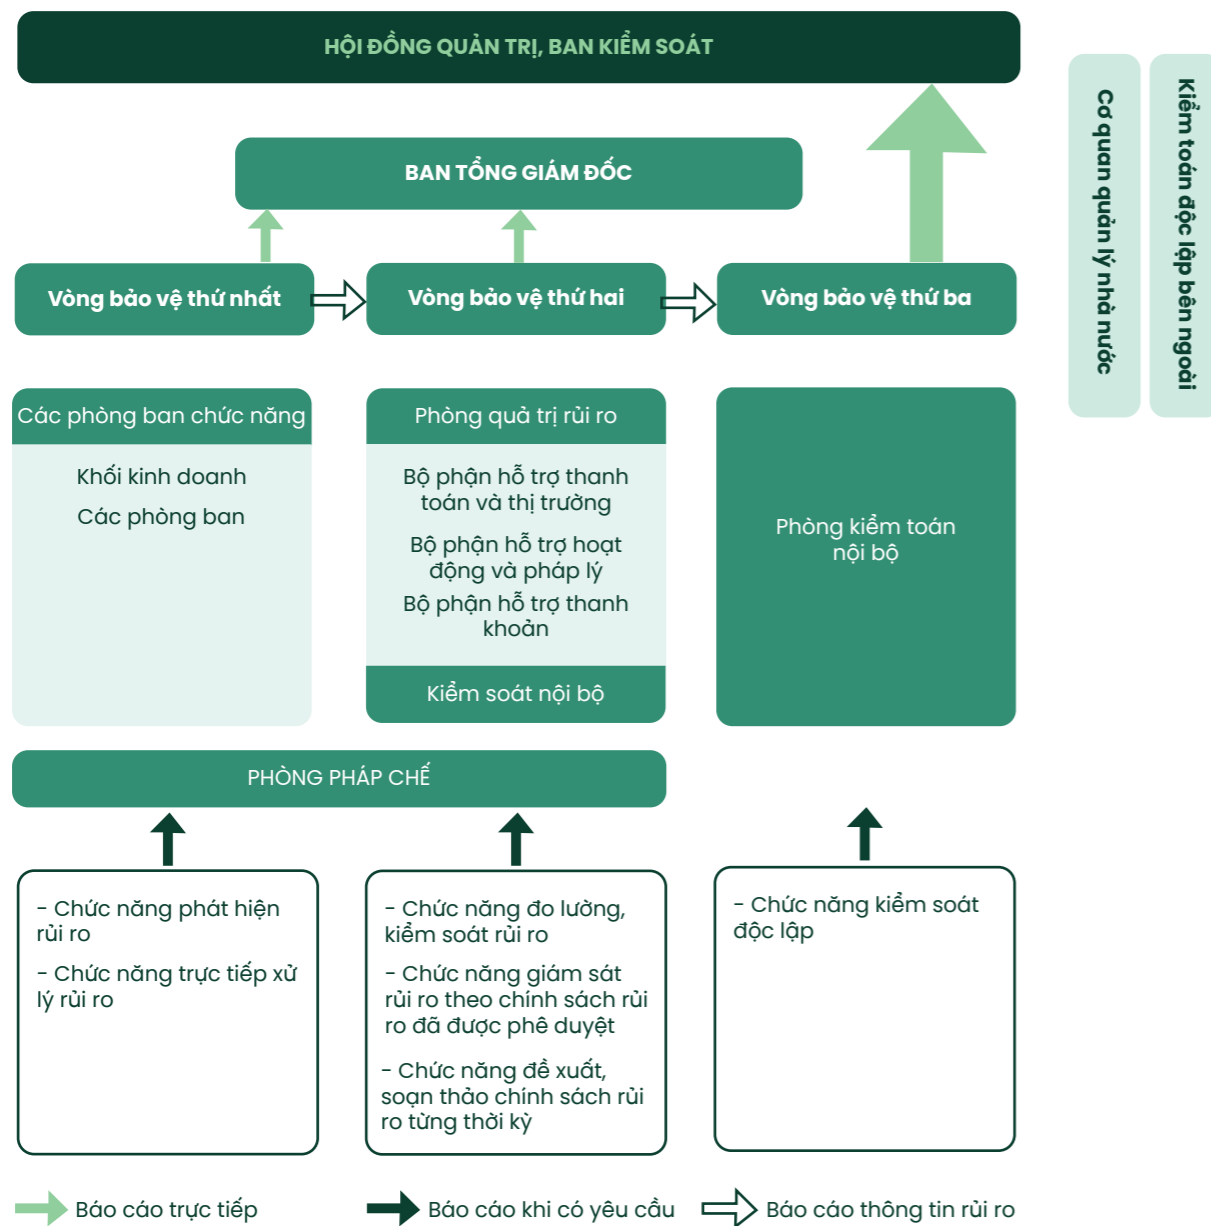 HỘI ĐỒNG QUẢN TRỊ, BAN KIỂM SOÁT
BAN TỔNG GIÁM ĐỐC
Vòng bảo vệ thứ nhất
Vòng bảo vệ thứ hai
Vòng bảo vệ thứ ba
Cơ quan quản lý nhà nước
Kiểm toán độc lập bên ngoài
Các phòng ban chức năng
Khối kinh doanh
Các phòng ban
Phòng quả trị rủi ro
Bộ phận hỗ trợ thanh
toán và thị trường
Bộ phận hỗ trợ hoạt
động và pháp lý
Bộ phận hỗ trợ thanh
khoản
Kiểm soát nội bộ
Phòng kiểm toán
nội bộ
PHÒNG PHÁP CHẾ
- Chức năng phát hiện
rủi ro
- Chức năng trực tiếp xử
lý rủi ro
- Chức năng đo lường,
kiểm soát rủi ro
- Chức năng giám sát
rủi ro theo chính sách rủi
ro đã được phê duyệt
- Chức năng đề xuất,
soạn thảo chính sách rủi
ro từng thời kỳ
- Chức năng kiểm soát
độc lập
Báo cáo trực tiếp
Báo cáo khi có yêu cầu
Báo cáo thông tin rủi ro